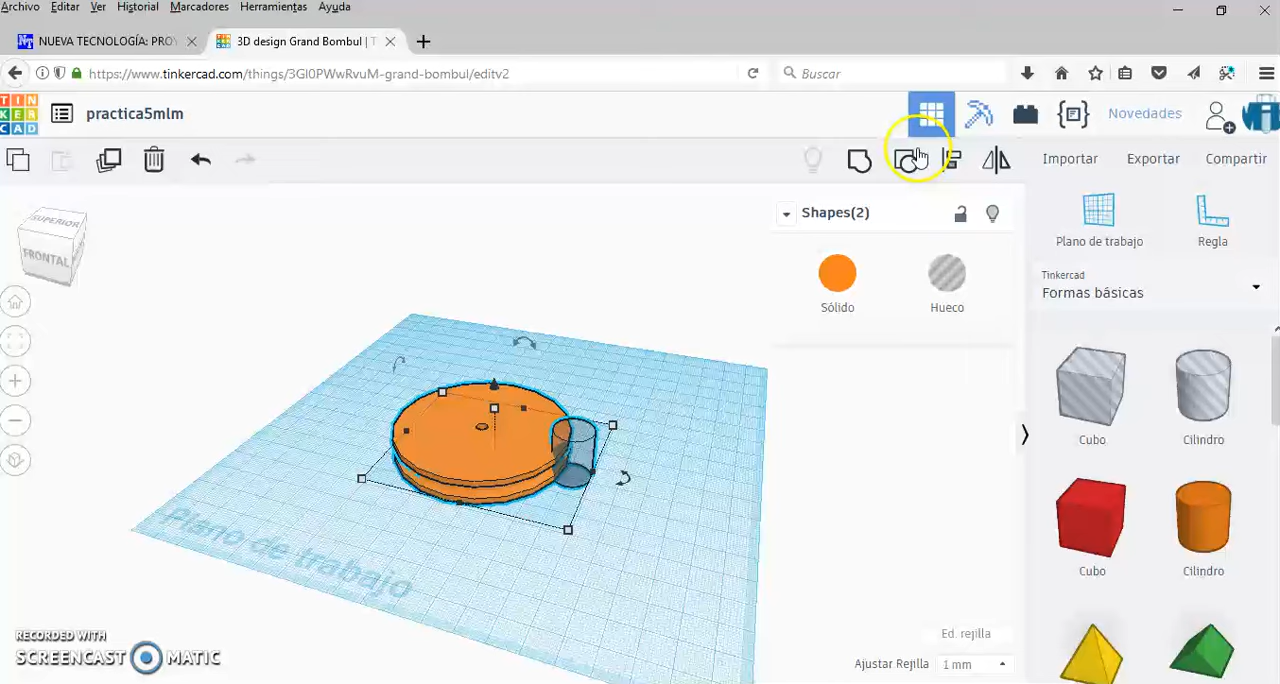 Archivo Editar Ver Historial Marcadores Herramientas Ayuda
NUEVA TECNOLOGÍA: PROY
3D design Grand Bombul | T
https://www.tinkercad.com/things/3Gl0PWwRvuM-grand-bombul/editv2
Buscar
TIN
KER
CAD
practica5mlm
Novedades
Importar Exportar Compartir
SUPERIOR
FRONTAL
Shapes(2)
Sólido Hueco
Plano de trabajo Regla
Tinkercad
Formas básicas
Cubo Cilindro
Cubo Cilindro
Plano de trabajo
Ed. rejilla
Ajustar Rejilla 1 mm
RECORDED WITH
SCREENCAST MATIC